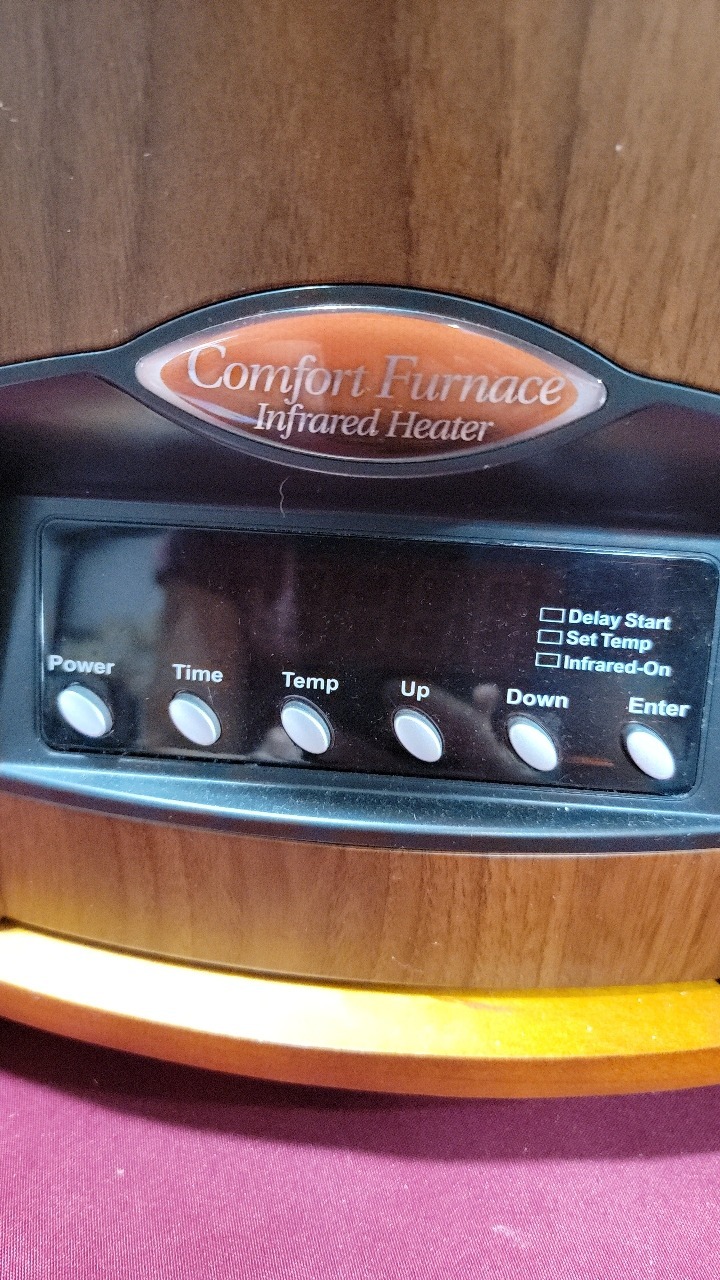 Comfort Furnace
Infrared Heater
Delay Start
Set Temp
Infrared-On
Power
Time
Temp
Up
Down
Enter